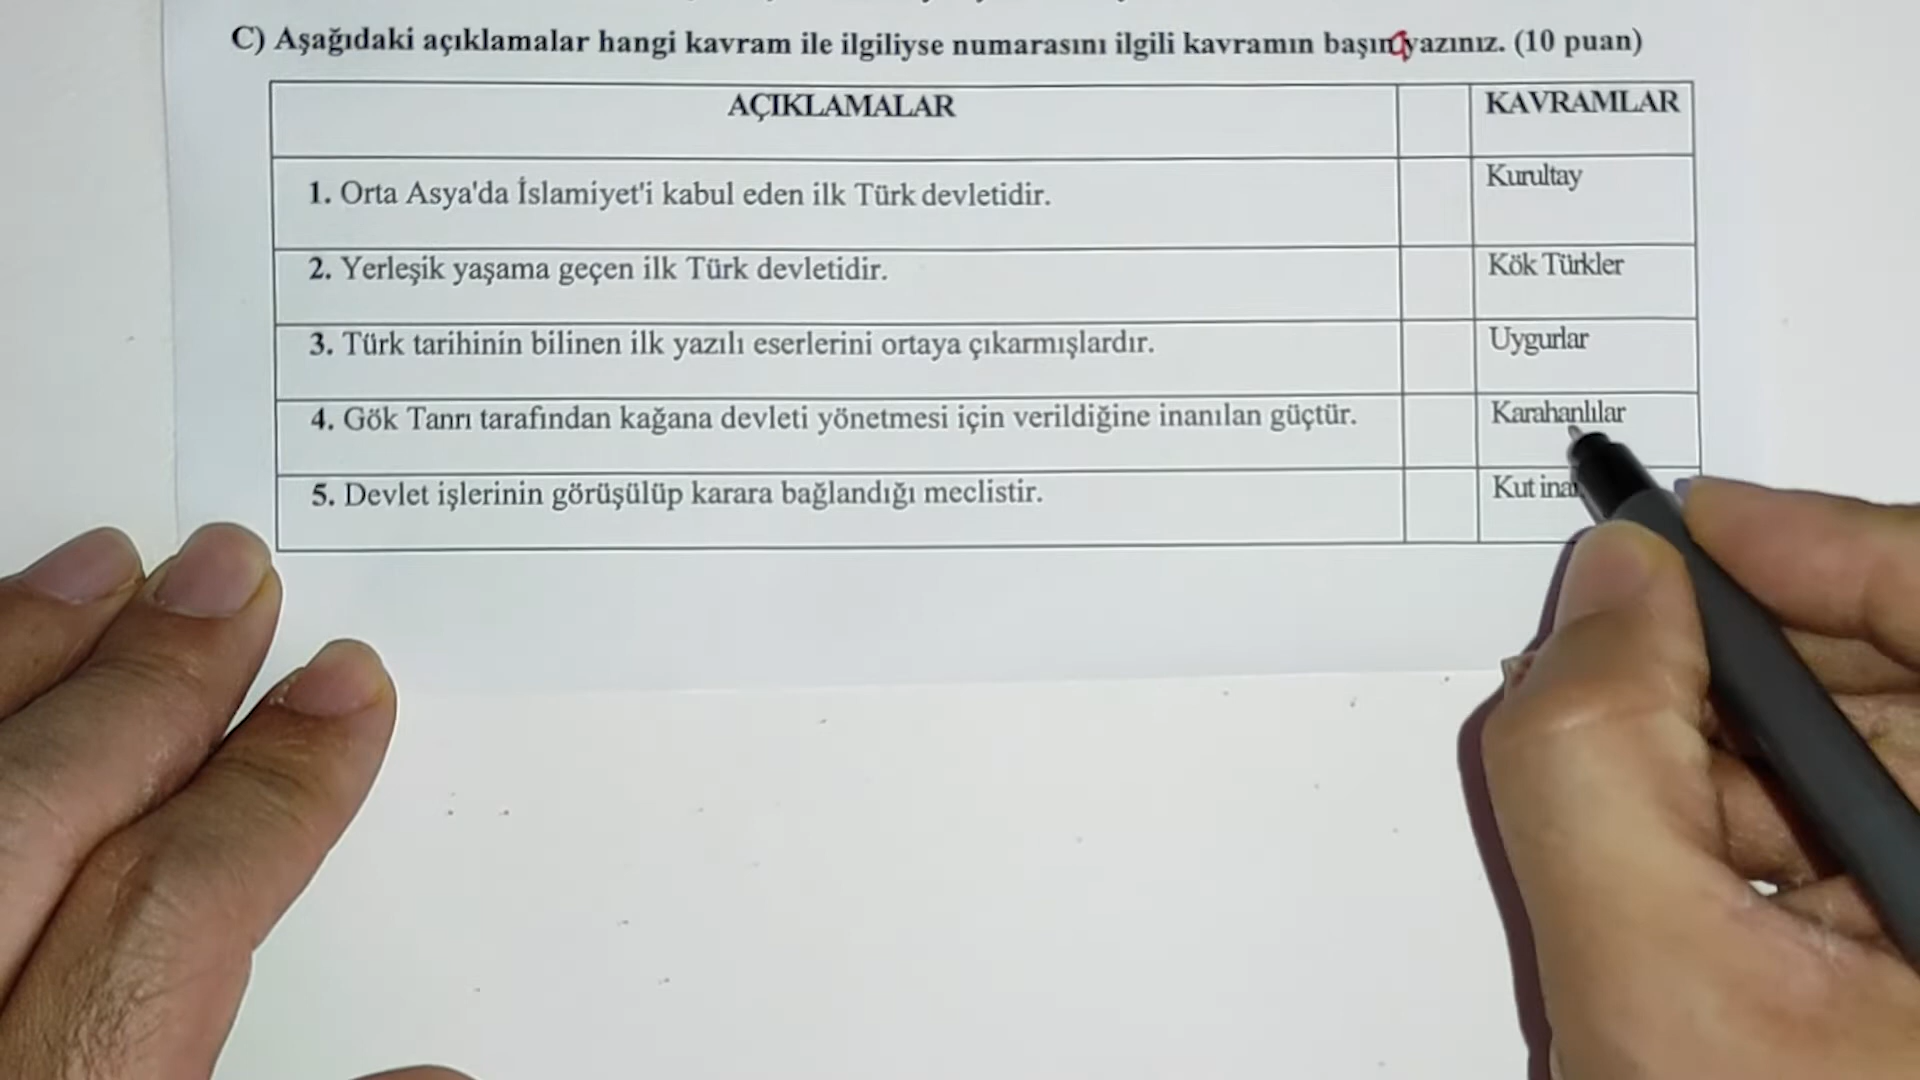 C) Aşağıdaki açıklamalar hangi kavram ile ilgiliyse numarasını ilgili kavramın başına yazınız. (10 puan)
AÇIKLAMALAR KAVRAMLAR
1. Orta Asya'da İslamiyet'i kabul eden ilk Türk devletidir. Kurultay
2. Yerleşik yaşama geçen ilk Türk devletidir. Kök Türkler
3. Türk tarihinin bilinen ilk yazılı eserlerini ortaya çıkarmışlardır. Uygurlar
4. Gök Tanrı tarafından kağana devleti yönetmesi için verildiğine inanılan güçtür. Karahanlılar
5. Devlet işlerinin görüşülüp karara bağlandığı meclistir. Kut